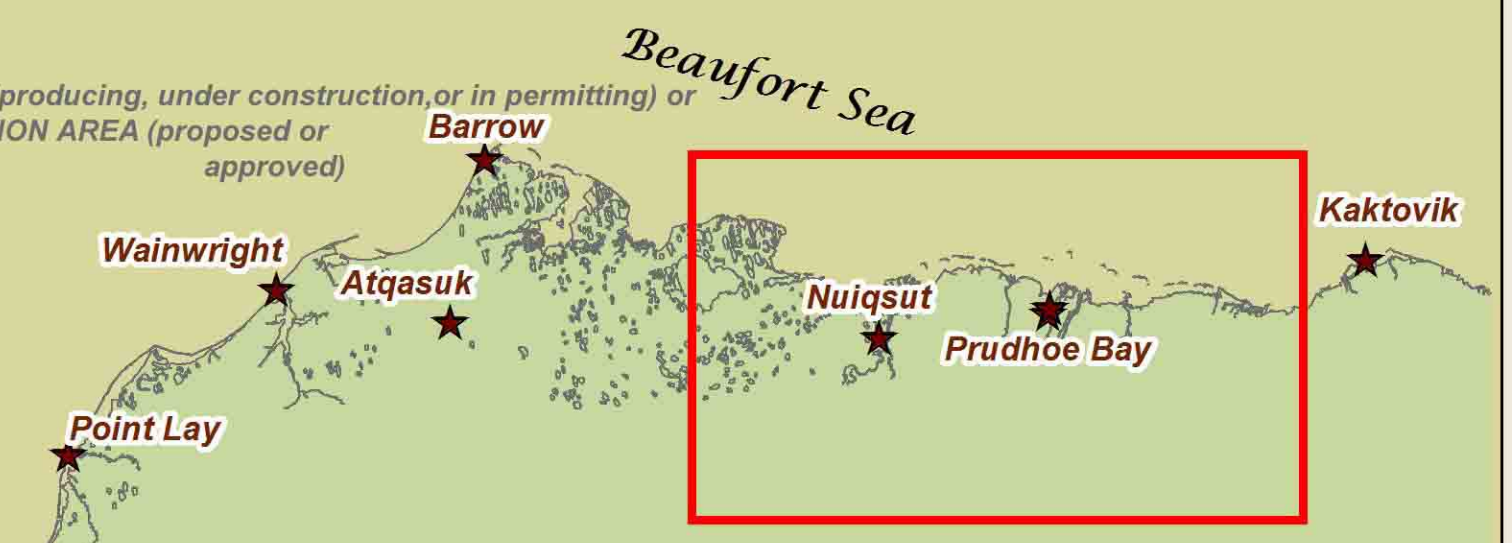 Beaufort Sea
(producing, under construction,or in permitting) or
ION AREA (proposed or
approved)
Barrow
Kaktovik
Wainwright
Atqasuk
Nuiqsut
Prudhoe Bay
Point Lay